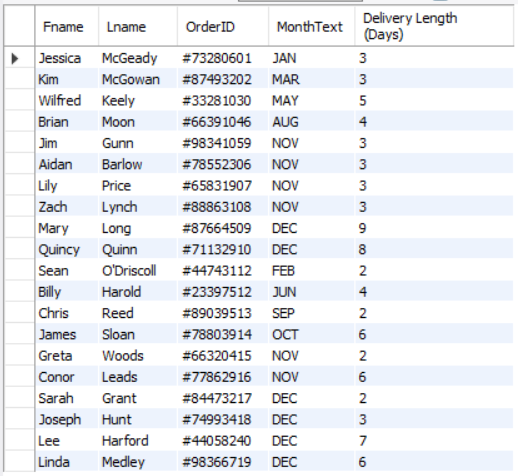 Fname Lname OrderID MonthText Delivery Length
(Days)
Jessica McGeady #73280601 JAN 3
Kim McGowan #87493202 MAR 3
Wilfred Keely #33281030 MAY 5
Brian Moon #66391046 AUG 4
Jim Gunn #98341059 NOV 3
Aidan Barlow #78552306 NOV 3
Lily Price #65831907 NOV 3
Zach Lynch #88863108 NOV 3
Mary Long #87664509 DEC 9
Quincy Quinn #71132910 DEC 8
Sean O'Driscoll #44743112 FEB 2
Billy Harold #23397512 JUN 4
Chris Reed #89039513 SEP 2
James Sloan #78803914 OCT 6
Greta Woods #66320415 NOV 2
Conor Leads #77862916 NOV 6
Sarah Grant #84473217 DEC 2
Joseph Hunt #74993418 DEC 3
Lee Harford #44058240 DEC 7
Linda Medley #98366719 DEC 6